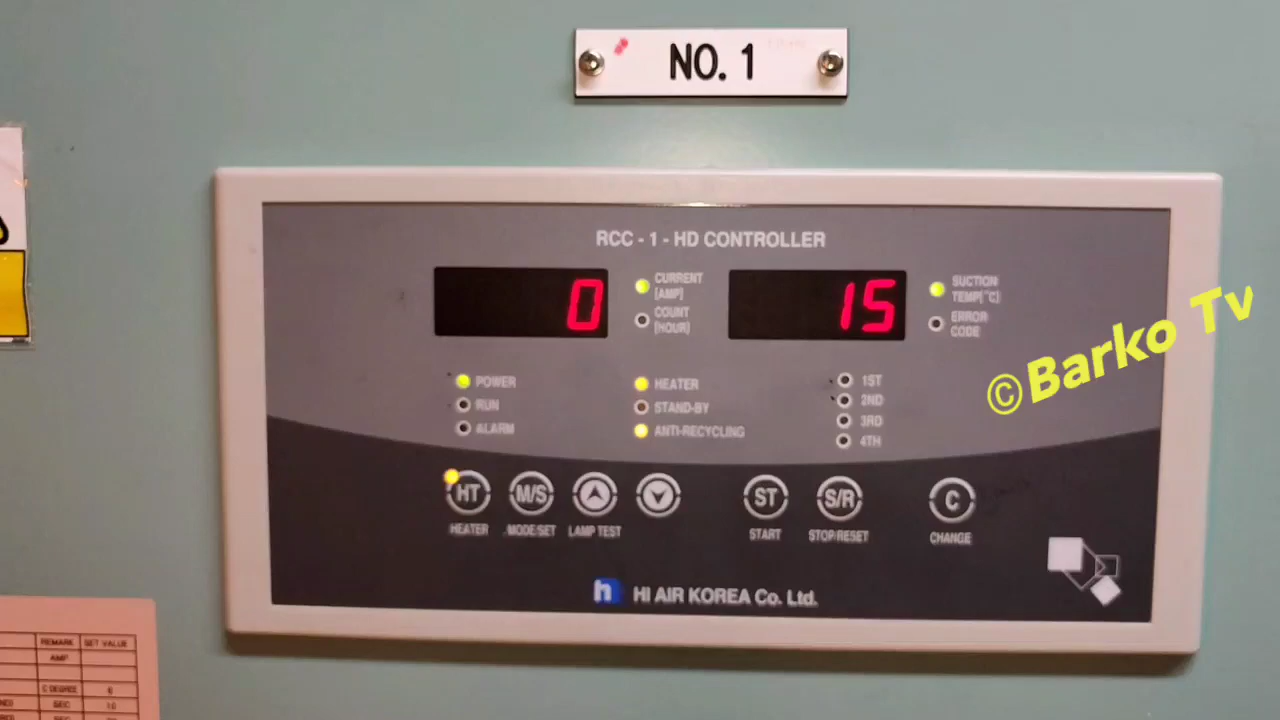 NO. 1
RCC - 1 - HD CONTROLLER
0
CURRENT
[AMP]
COUNT
[HOUR]
15
SUCTION
TEMP[°C]
ERROR
CODE
©Barko Tv
POWER
RUN
ALARM
HEATER
STAND-BY
ANTI-RECYCLING
1ST
2ND
3RD
4TH
HT
HEATER
M/S
MODE/SET
LAMP TEST
ST
START
S/R
STOP/RESET
C
CHANGE
h HI AIR KOREA Co. Ltd.
REMARK SET VALUE
AMP
C DEGREE 6
SEC 10
SEC